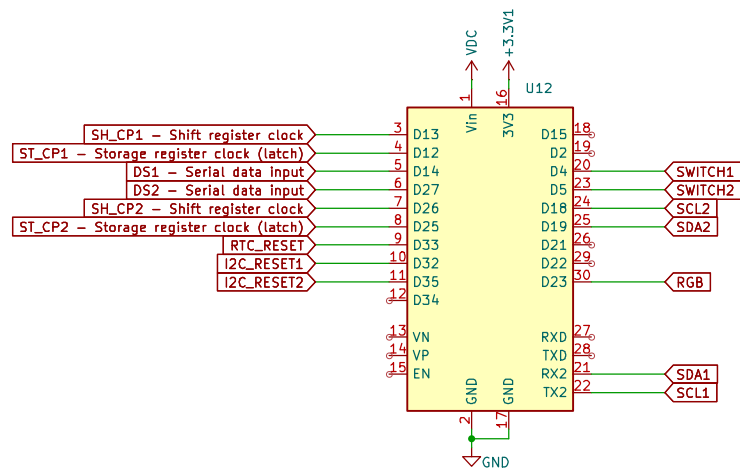 VDC
+3.3V1
U12
1
16
Vin
3V3
SH_CP1 – Shift register clock 3 D13
ST_CP1 – Storage register clock (latch) 4 D12
DS1 – Serial data input 5 D14
DS2 – Serial data input 6 D27
SH_CP2 – Shift register clock 7 D26
ST_CP2 – Storage register clock (latch) 8 D25
RTC_RESET 9 D33
I2C_RESET1 10 D32
I2C_RESET2 11 D35
12 D34
13 VN
14 VP
15 EN
D15 18
D2 19
D4 20 SWITCH1
D5 23 SWITCH2
D18 24 SCL2
D19 25 SDA2
D21 26
D22 29
D23 30 RGB
RXD 27
TXD 28
RX2 21 SDA1
TX2 22 SCL1
GND
GND
2
17
GND